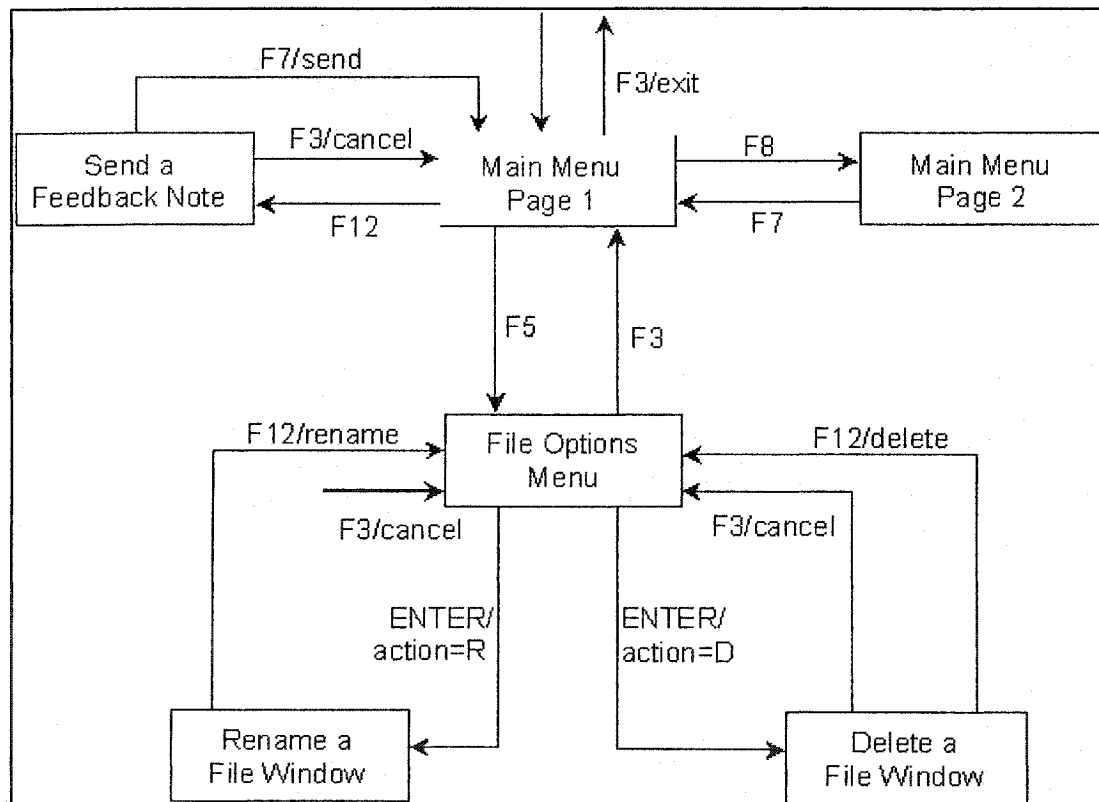 F7/send
F3/exit
F3/cancel
F8
Send a
Feedback Note
Main Menu
Page 1
Main Menu
Page 2
F12
F7
F5
F3
F12/rename
File Options
Menu
F12/delete
F3/cancel
F3/cancel
ENTER/
action=R
ENTER/
action=D
Rename a
File Window
Delete a
File Window